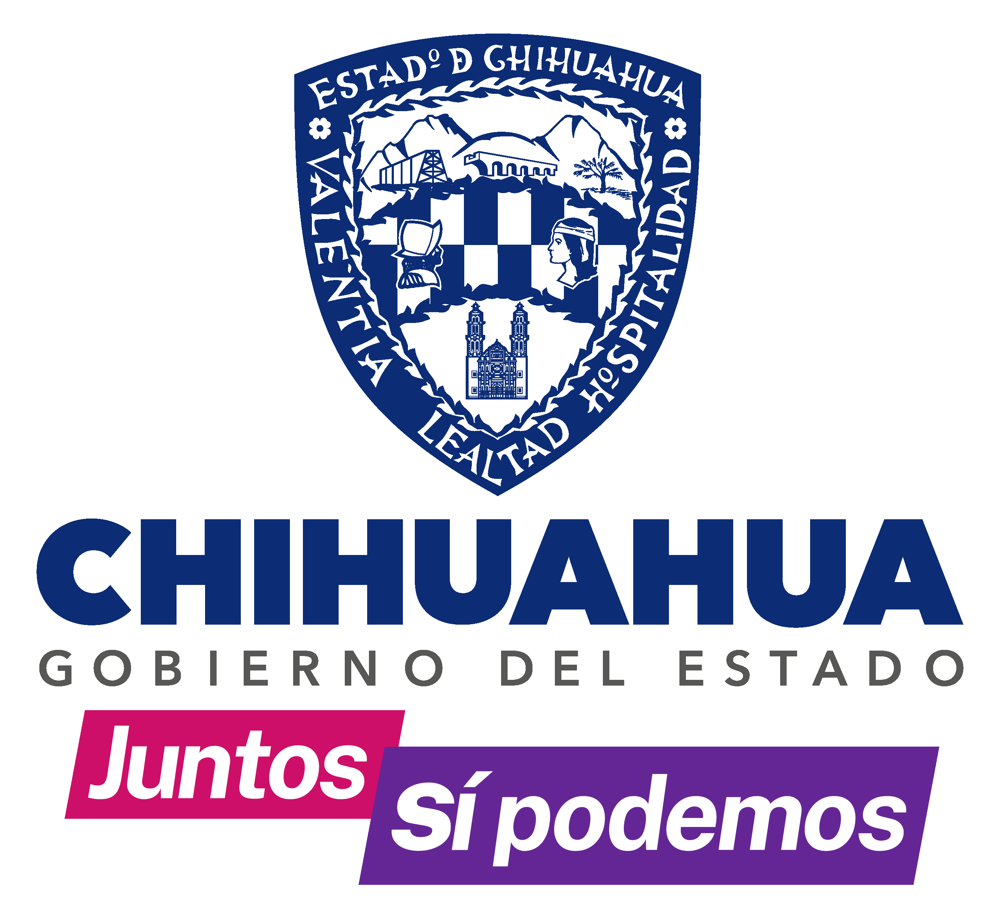 ESTADº D CHIHUAHUA
VALENTIA
LEALTAD
HOSPITALIDAD
CHIHUAHUA
GOBIERNO DEL ESTADO
Juntos
Sí podemos